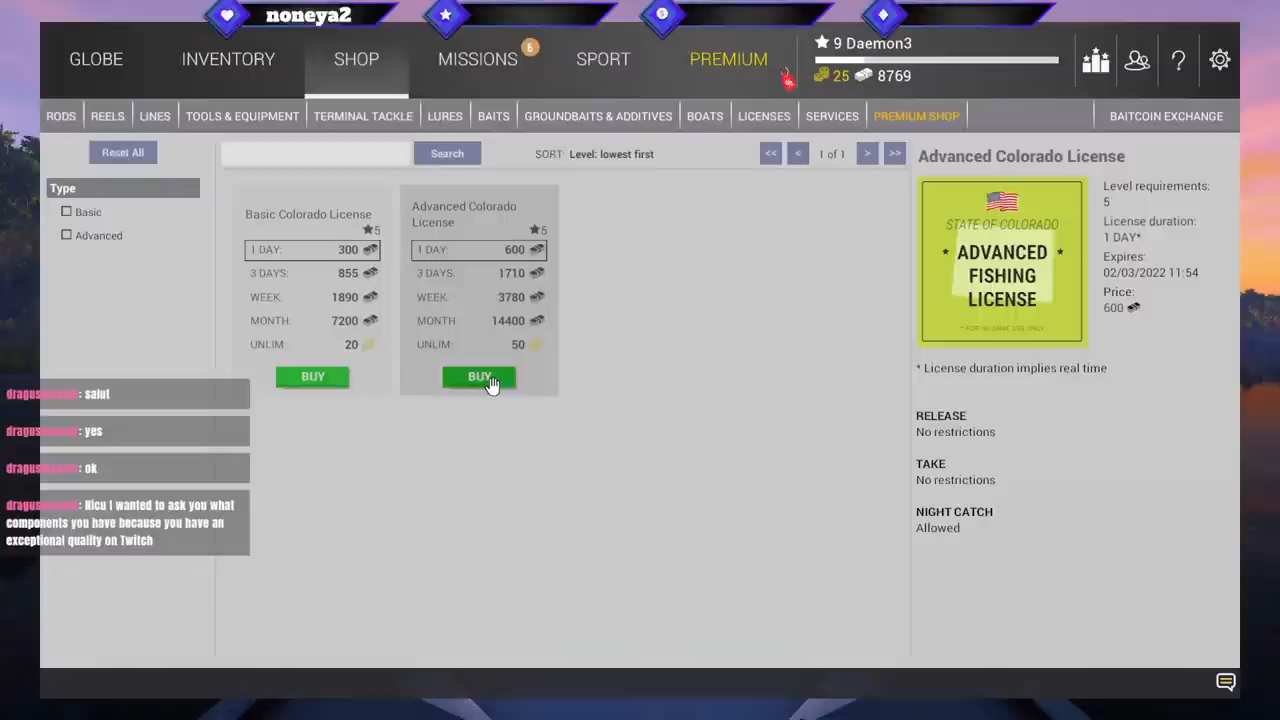 noneya2
GLOBE
INVENTORY
SHOP
MISSIONS
6
SPORT
PREMIUM
9 Daemon3
25 8769
RODS
REELS
LINES
TOOLS & EQUIPMENT
TERMINAL TACKLE
LURES
BAITS
GROUNDBAITS & ADDITIVES
BOATS
LICENSES
SERVICES
PREMIUM SHOP
BAITCOIN EXCHANGE
Reset All
Search
SORT: Level: lowest first
<<
<
1 of 1
>
>>
Type
Basic
Advanced
Basic Colorado License
5
1 DAY: 300
3 DAYS: 855
WEEK: 1890
MONTH: 7200
UNLIM: 20
BUY
Advanced Colorado
License
5
1 DAY: 600
3 DAYS: 1710
WEEK: 3780
MONTH: 14400
UNLIM: 50
BUY
Advanced Colorado License
STATE OF COLORADO
ADVANCED
FISHING
LICENSE
* FOR IN-GAME USE ONLY
Level requirements:
5
License duration:
1 DAY*
Expires:
02/03/2022 11:54
Price:
600
* License duration implies real time
RELEASE
No restrictions
TAKE
No restrictions
NIGHT CATCH
Allowed
: salut
: yes
: ok
: Nicu I wanted to ask you what
components you have because you have an
exceptional quality on Twitch